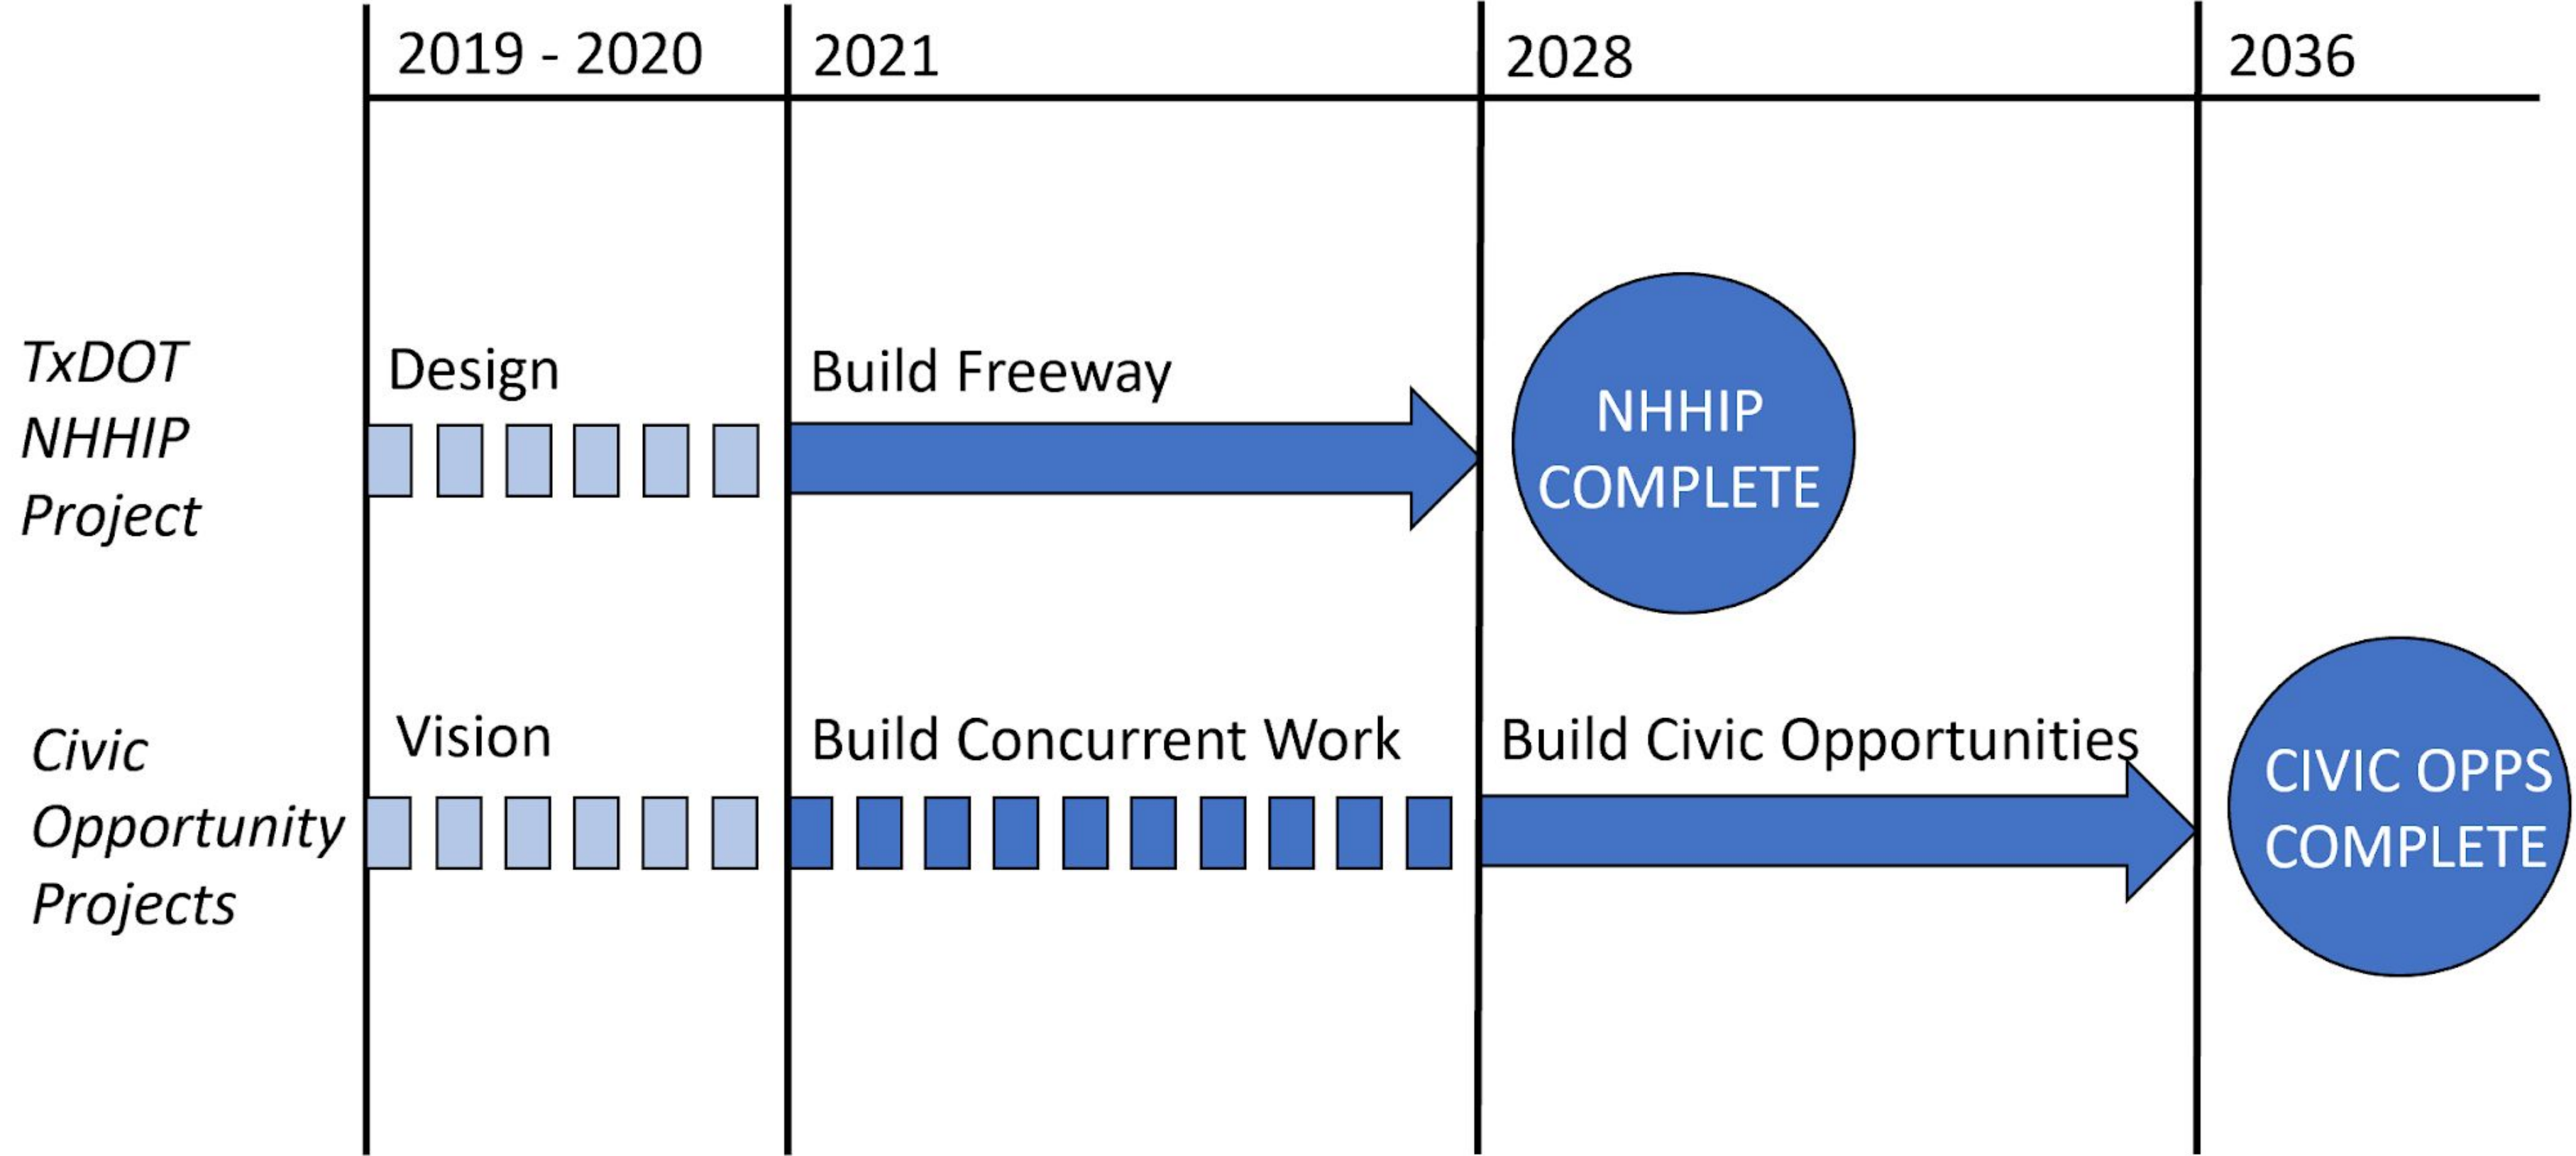 2019 - 2020
2021
2028
2036
TxDOT
NHHIP
Project
Design
Build Freeway
NHHIP
COMPLETE
Civic
Opportunity
Projects
Vision
Build Concurrent Work
Build Civic Opportunities
CIVIC OPPS
COMPLETE